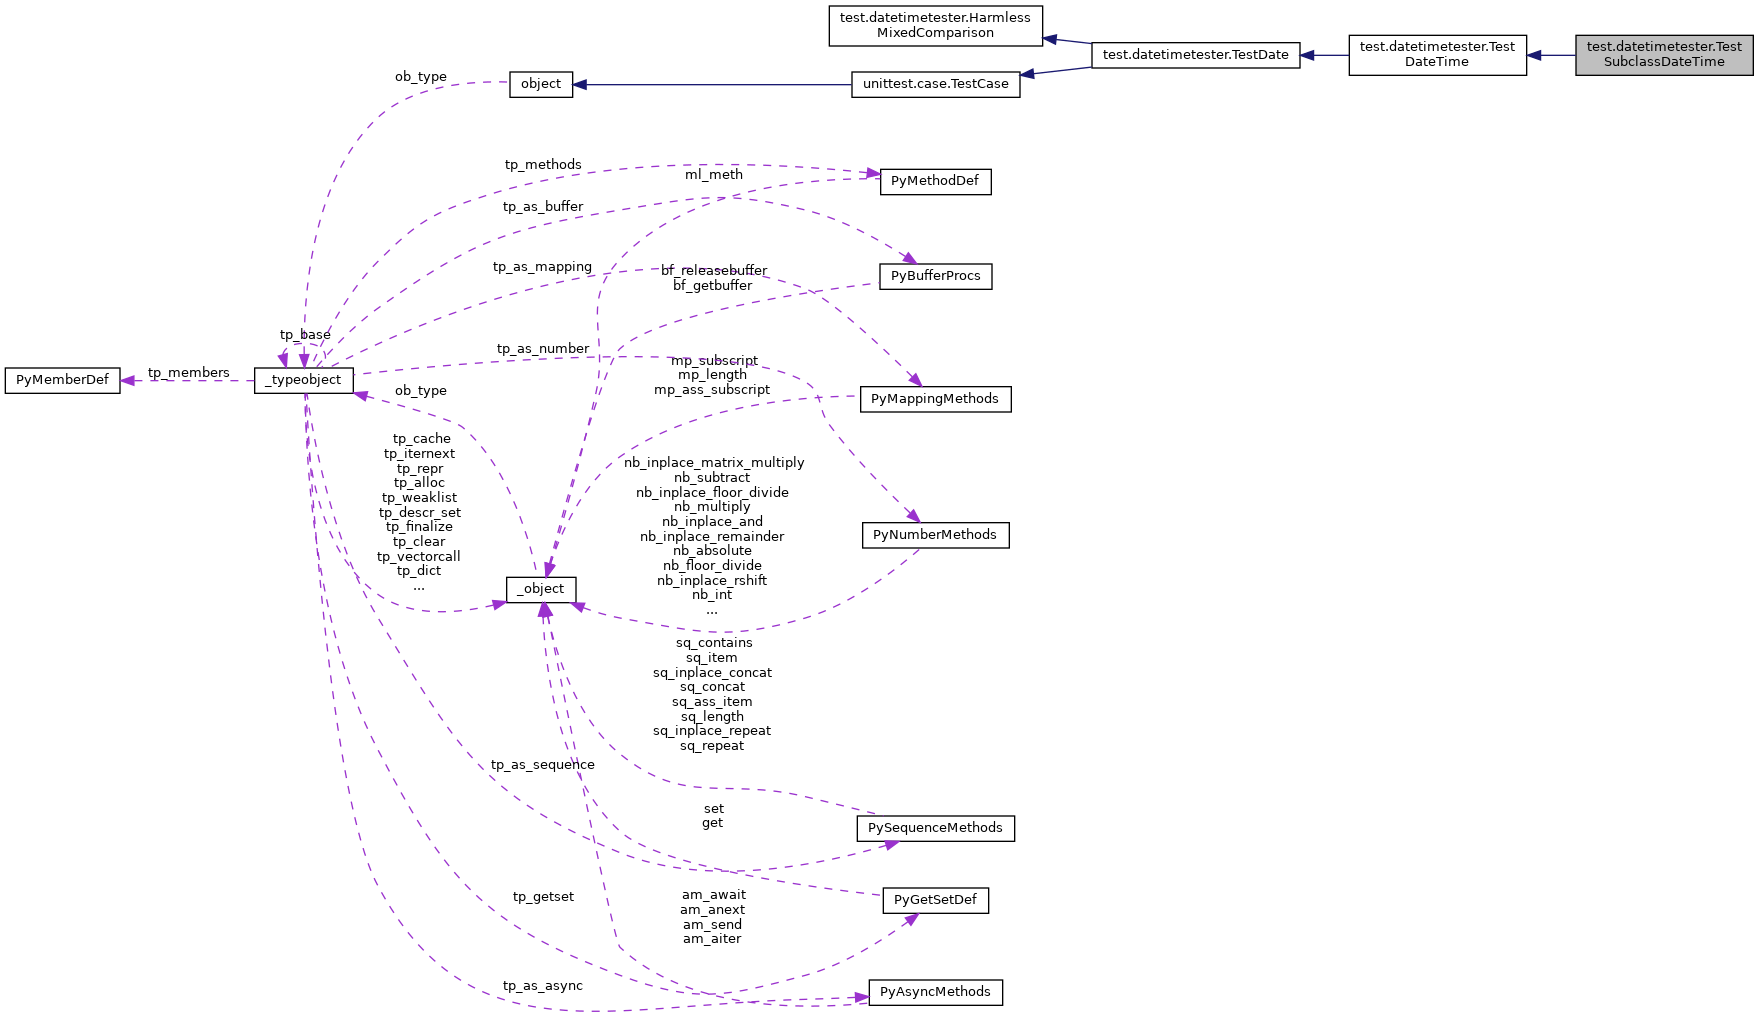 test.datetimetester.Harmless
MixedComparison
test.datetimetester.TestDate
test.datetimetester.Test
DateTime
test.datetimetester.Test
SubclassDateTime
ob_type
object
unittest.case.TestCase
tp_methods
ml_meth
PyMethodDef
tp_as_buffer
tp_as_mapping
bf_releasebuffer
bf_getbuffer
PyBufferProcs
tp_base
tp_as_number
mp_subscript
mp_length
mp_ass_subscript
PyMemberDef
tp_members
_typeobject
ob_type
PyMappingMethods
tp_cache
tp_iternext
tp_repr
tp_alloc
tp_weaklist
tp_descr_set
tp_finalize
tp_clear
tp_vectorcall
tp_dict
...
nb_inplace_matrix_multiply
nb_subtract
nb_inplace_floor_divide
nb_multiply
nb_inplace_and
nb_inplace_remainder
nb_absolute
nb_floor_divide
nb_inplace_rshift
nb_int
...
PyNumberMethods
_object
sq_contains
sq_item
sq_inplace_concat
sq_concat
sq_ass_item
sq_length
sq_inplace_repeat
sq_repeat
tp_as_sequence
set
get
PySequenceMethods
tp_getset
am_await
am_anext
am_send
am_aiter
PyGetSetDef
tp_as_async
PyAsyncMethods